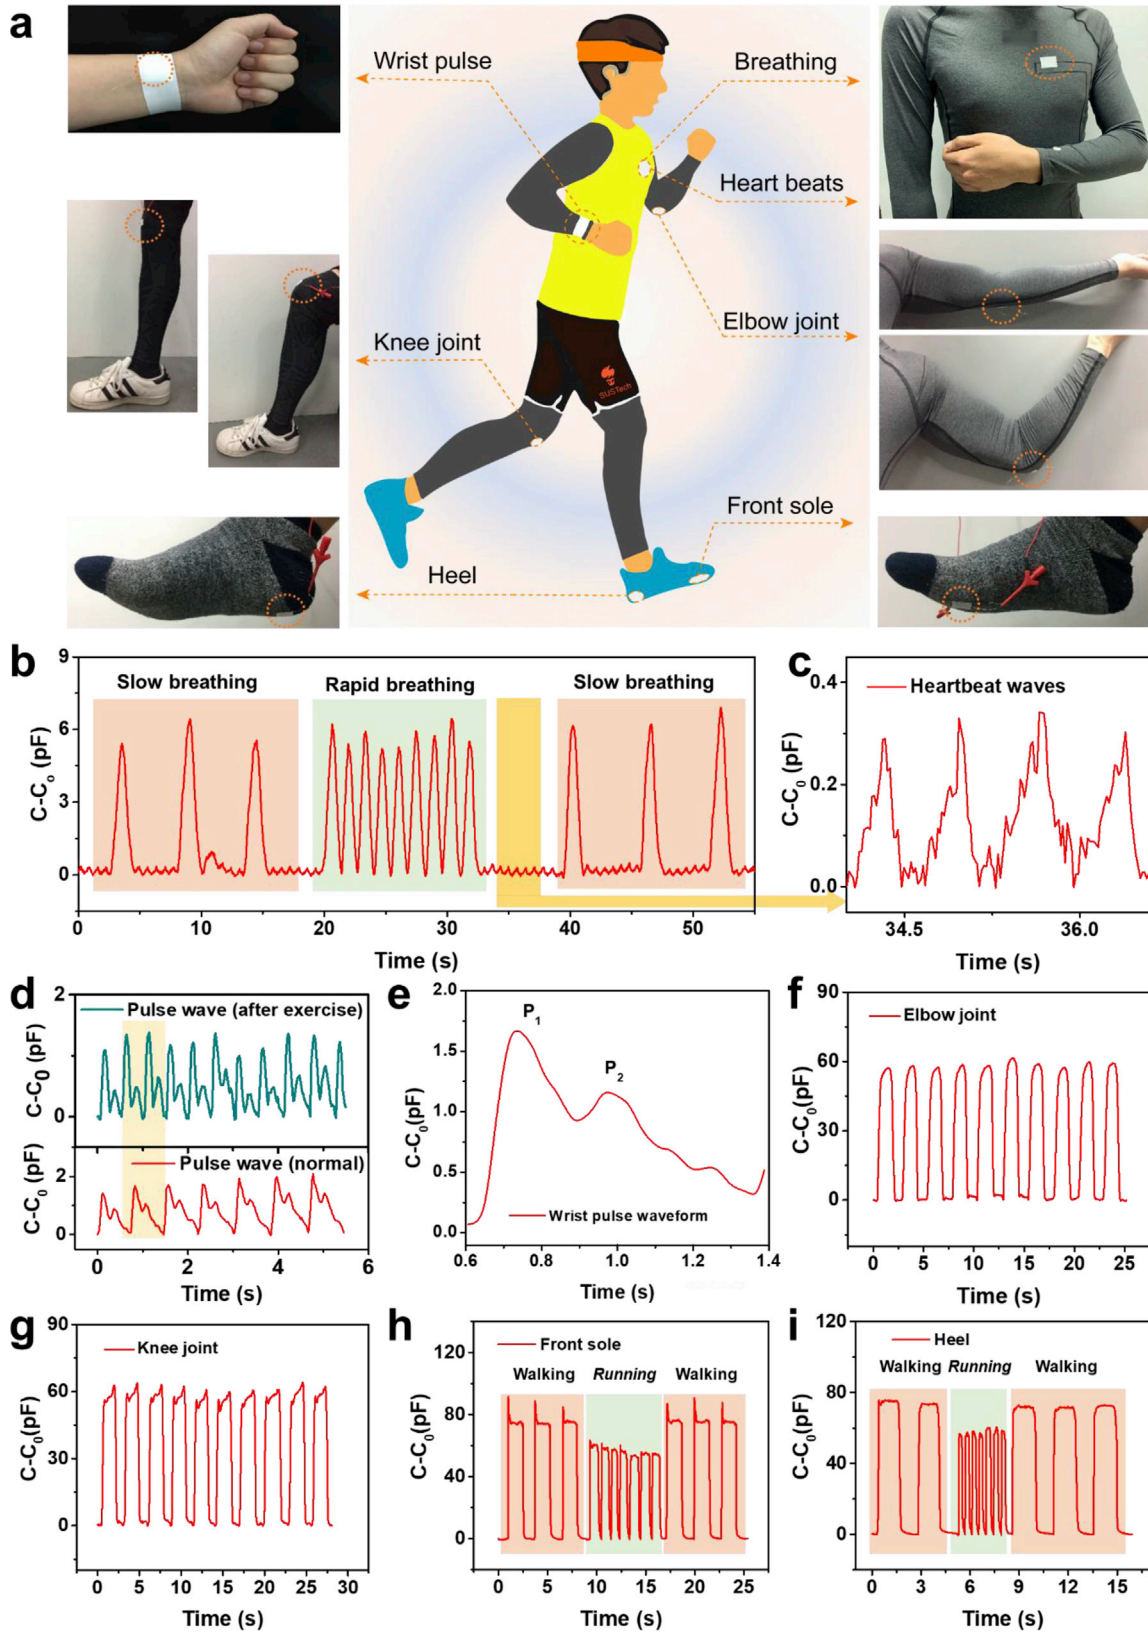 a
Wrist pulse
Breathing
Heart beats
Knee joint
Elbow joint
SUSTech
Front sole
Heel
b
9
6
3
0
C-Co (pF)
Slow breathing
Rapid breathing
Slow breathing
0 10 20 30 40 50
Time (s)
c
0.4
0.2
0.0
C-C0 (pF)
Heartbeat waves
34.5 36.0
Time (s)
d
2
1
0
C-C0 (pF)
Pulse wave (after exercise)
2
1
0
C-C0 (pF)
Pulse wave (normal)
0 2 4 6
Time (s)
e
2.0
1.5
1.0
0.5
0.0
C-C0(pF)
P1
P2
Wrist pulse waveform
0.6 0.8 1.0 1.2 1.4
Time (s)
f
90
60
30
0
C-C0(pF)
Elbow joint
0 5 10 15 20 25
Time (s)
g
90
60
30
0
C-C0(pF)
Knee joint
0 5 10 15 20 25 30
Time (s)
h
120
80
40
0
C-C0(pF)
Front sole
Walking Running Walking
0 5 10 15 20 25
Time (s)
i
120
80
40
0
C-C0(pF)
Heel
Walking Running Walking
0 3 6 9 12 15
Time (s)